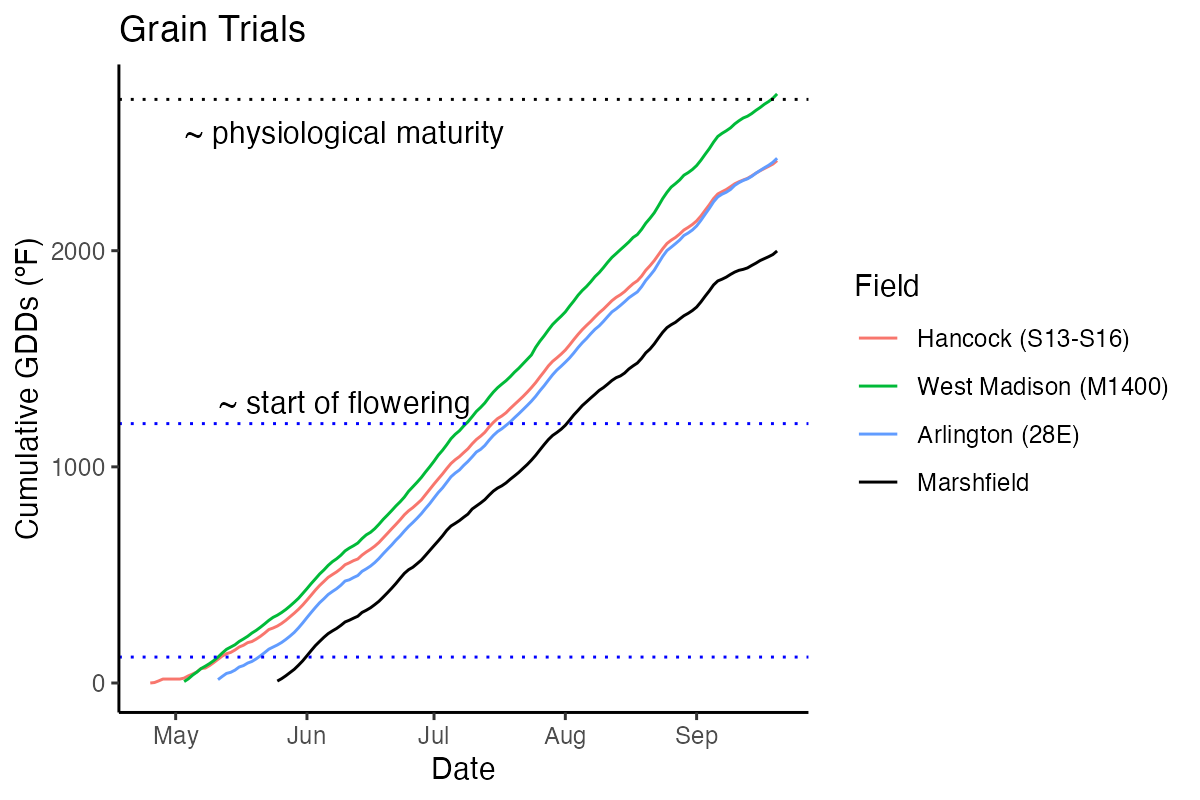 Grain Trials
~ physiological maturity
~ start of flowering
Cumulative GDDs (°F)
2000
1000
0
May Jun Jul Aug Sep
Date
Field
Hancock (S13-S16)
West Madison (M1400)
Arlington (28E)
Marshfield